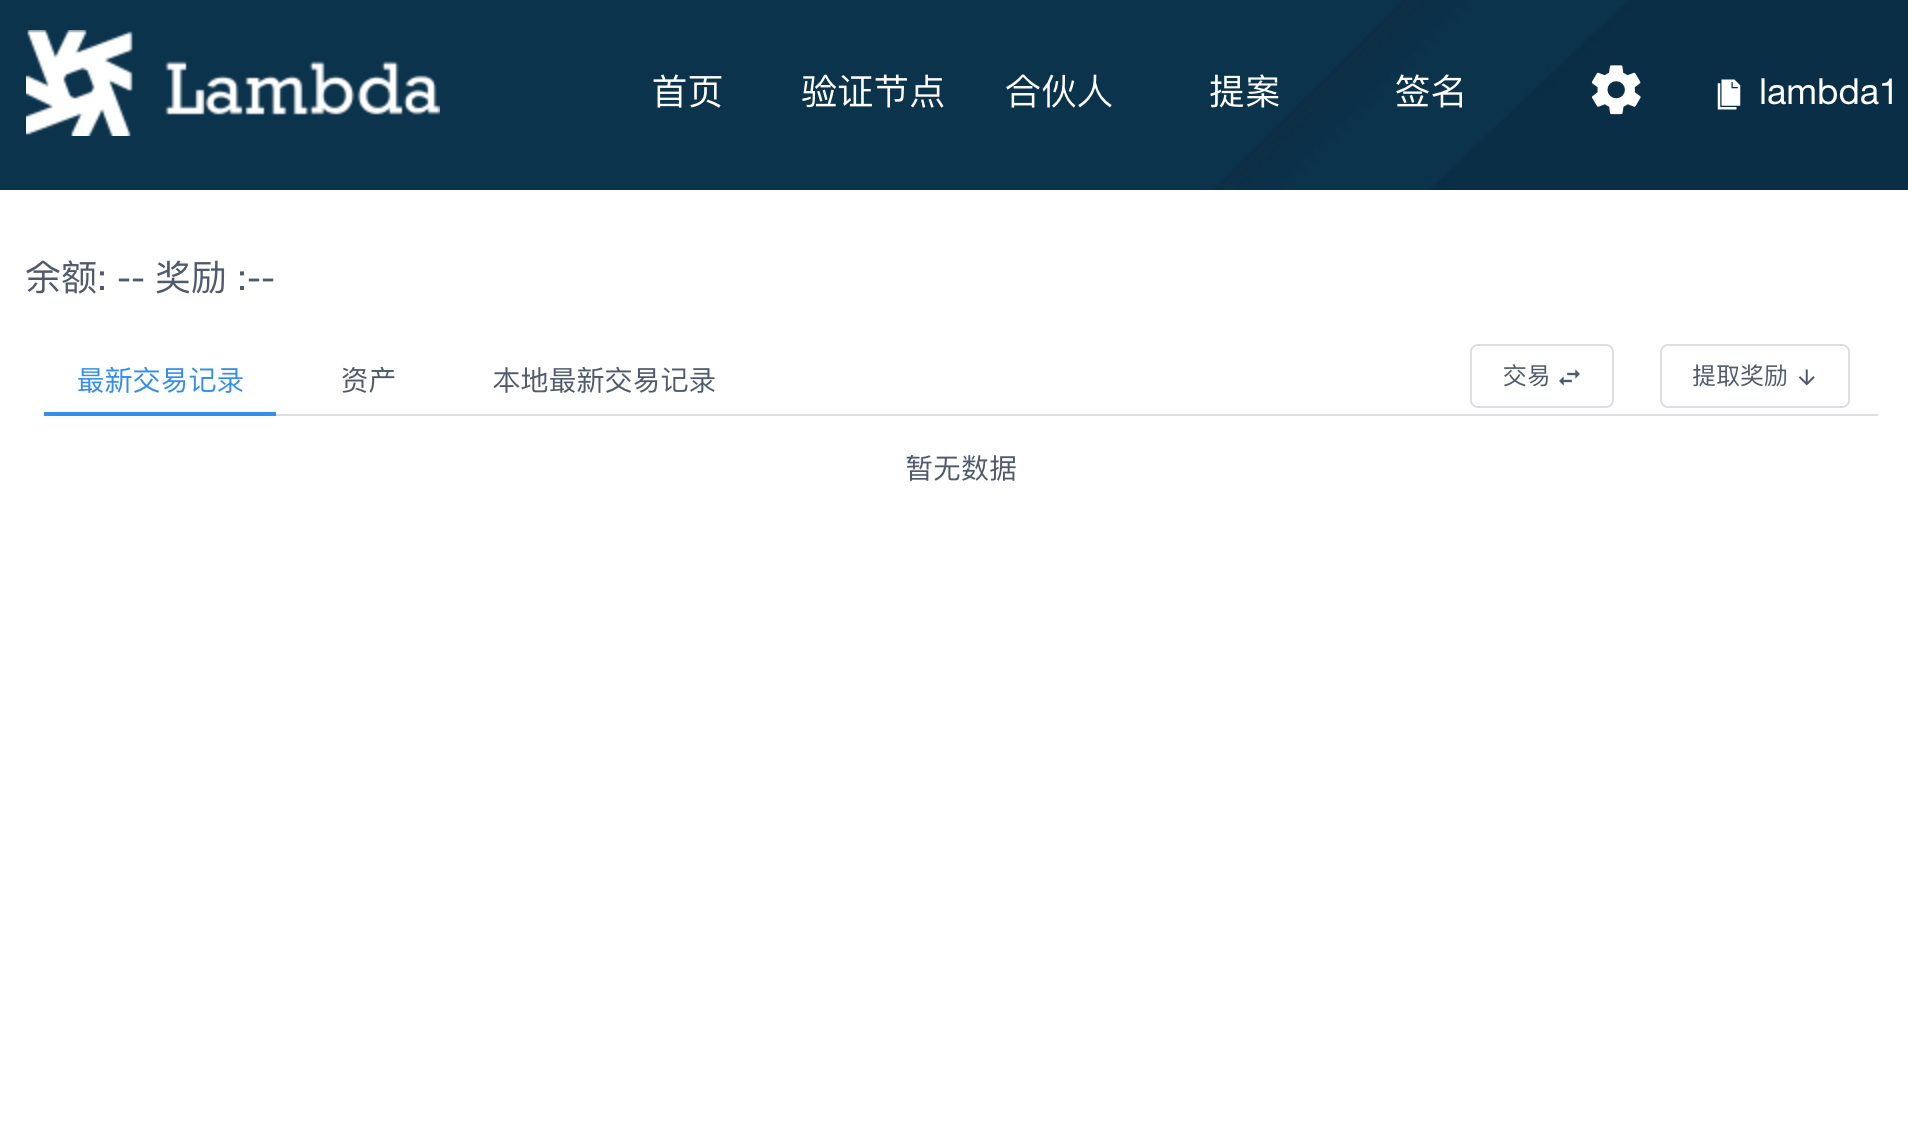 Lambda 首页 验证节点 合伙人 提案 签名 lambda1
余额: -- 奖励 :--
最新交易记录 资产 本地最新交易记录 交易 提取奖励
暂无数据